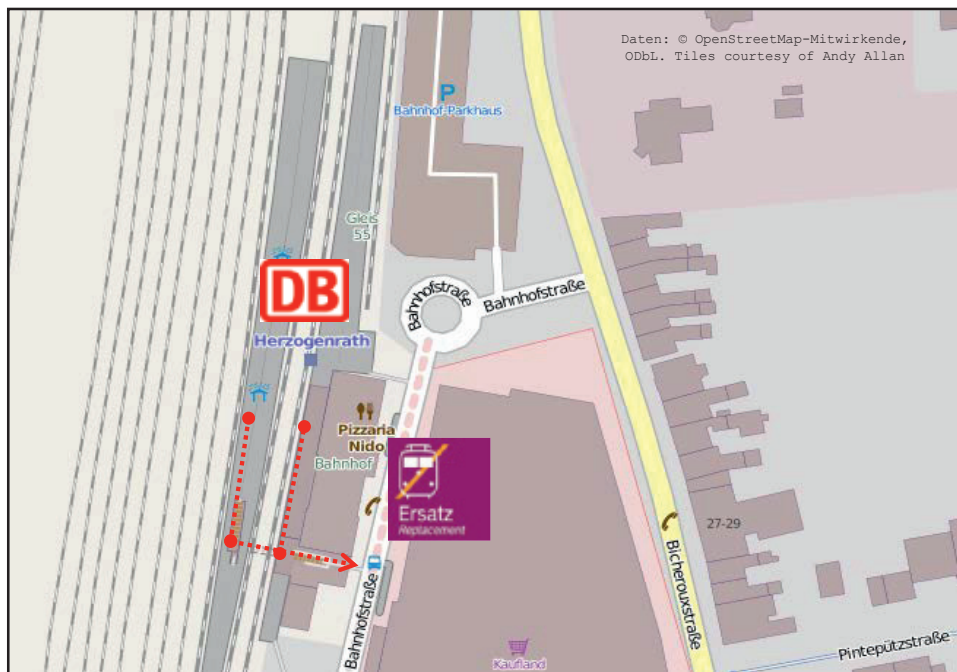 Daten: © OpenStreetMap-Mitwirkende,
ODbL. Tiles courtesy of Andy Allan
P
Bahnhof-Parkhaus
Gleis
55
DB
Herzogenrath
Bahnhofstraße
Bahnhofstraße
Pizzaria
Nido
Bahnhof
Ersatz
Replacement
27-29
Bicherouxstraße
Bahnhofstraße
Kaufland
Pintepützstraße